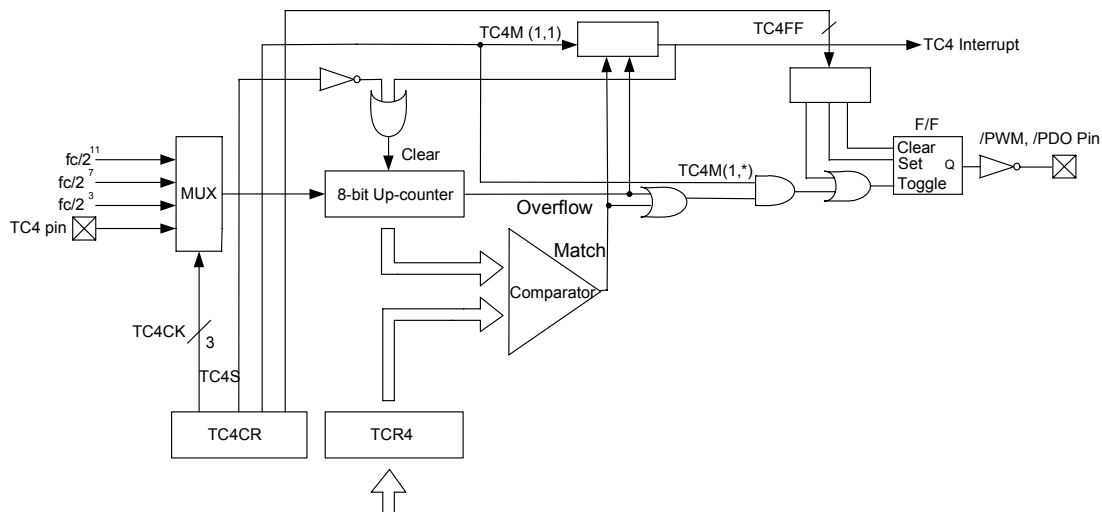 TC4M (1,1)
TC4FF
TC4 Interrupt
F/F
/PWM, /PDO Pin
Clear
Set
Q
Toggle
fc/2 11
fc/2 7
fc/2 3
TC4 pin
MUX
Clear
8-bit Up-counter
TC4M(1,*)
Overflow
Match
Comparator
TC4CK
3
TC4S
TC4CR
TCR4